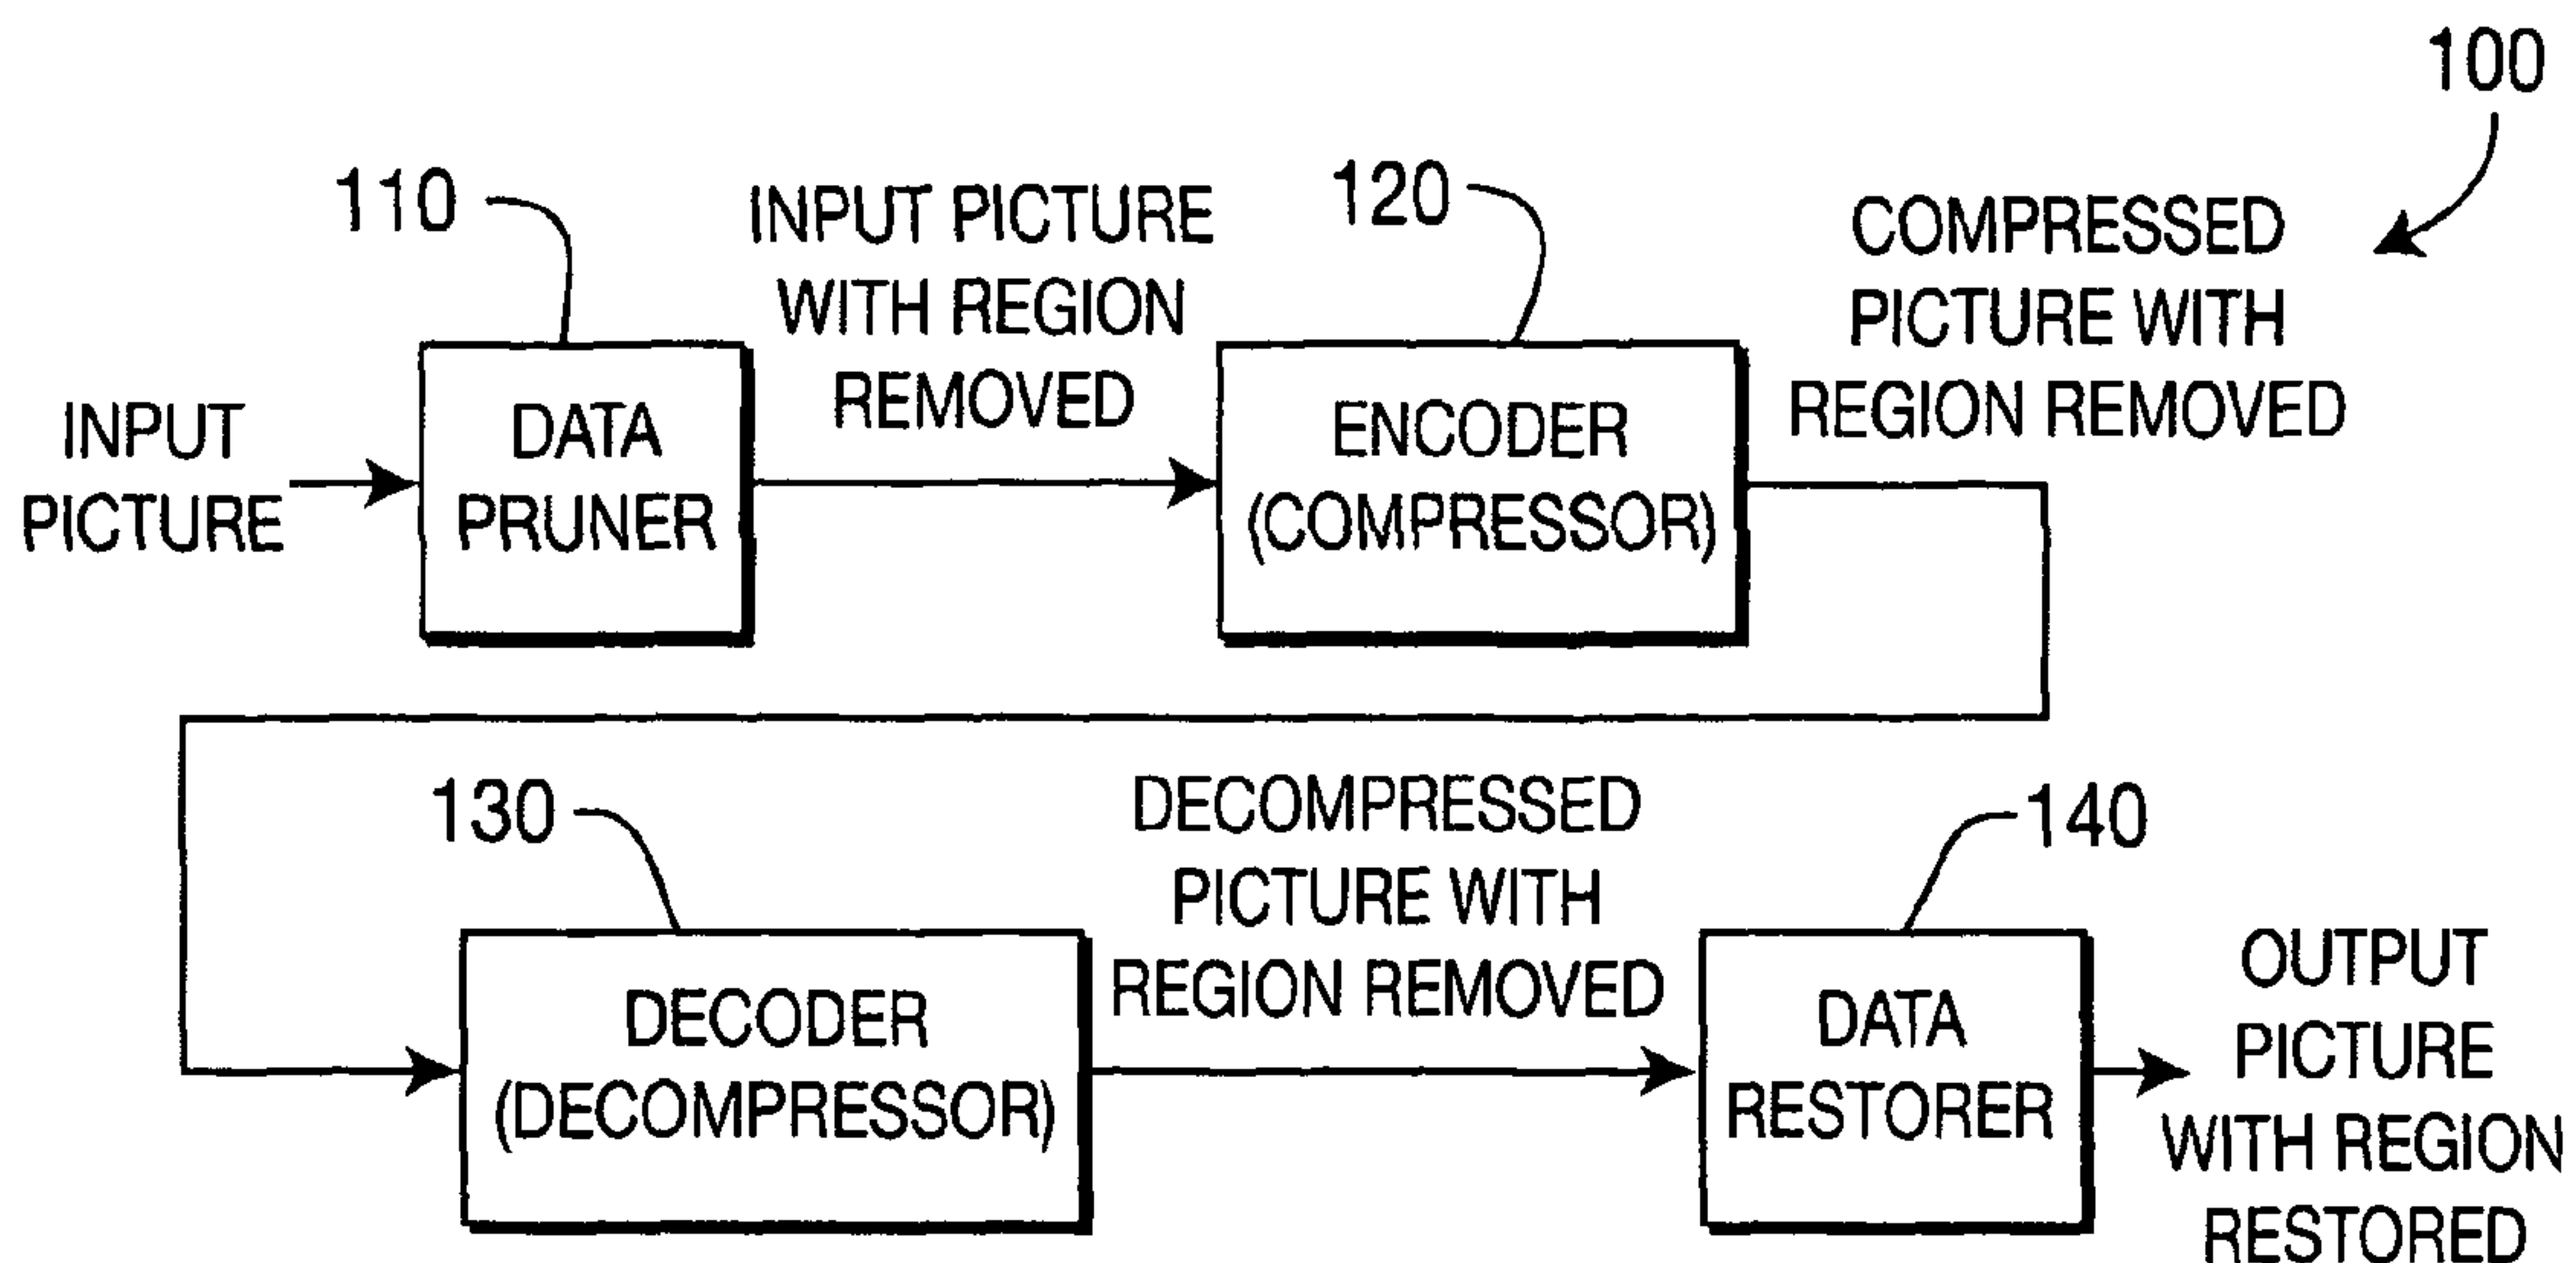 100
110
INPUT PICTURE
WITH REGION
REMOVED
120
COMPRESSED
PICTURE WITH
REGION REMOVED
INPUT
PICTURE
DATA
PRUNER
ENCODER
(COMPRESSOR)
130
DECOMPRESSED
PICTURE WITH
REGION REMOVED
140
DECODER
(DECOMPRESSOR)
DATA
RESTORER
OUTPUT
PICTURE
WITH REGION
RESTORED